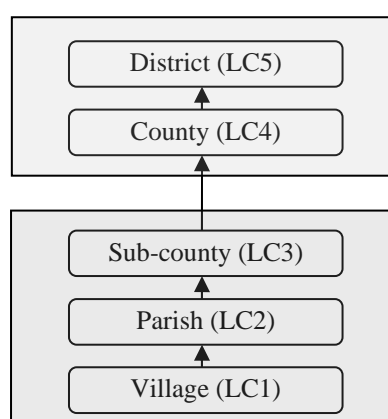 District (LC5)
County (LC4)
Sub-county (LC3)
Parish (LC2)
Village (LC1)